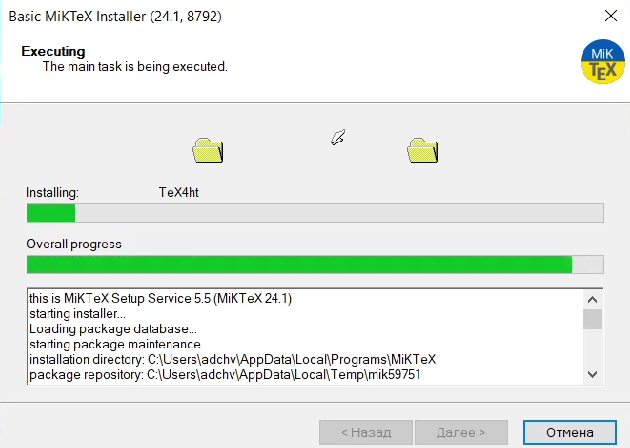 Basic MiKTeX Installer (24.1, 8792)
Executing
The main task is being executed.
MiK
TEX
Installing: TeX4ht
Overall progress
this is MiKTeX Setup Service 5.5 (MiKTeX 24.1)
starting installer...
Loading package database...
starting package maintenance...
installation directory: C:\Users\adchv\AppData\Local\Programs\MiKTeX
package repository: C:\Users\adchv\AppData\Local\Temp\mik59751
< Назад Далее > Отмена